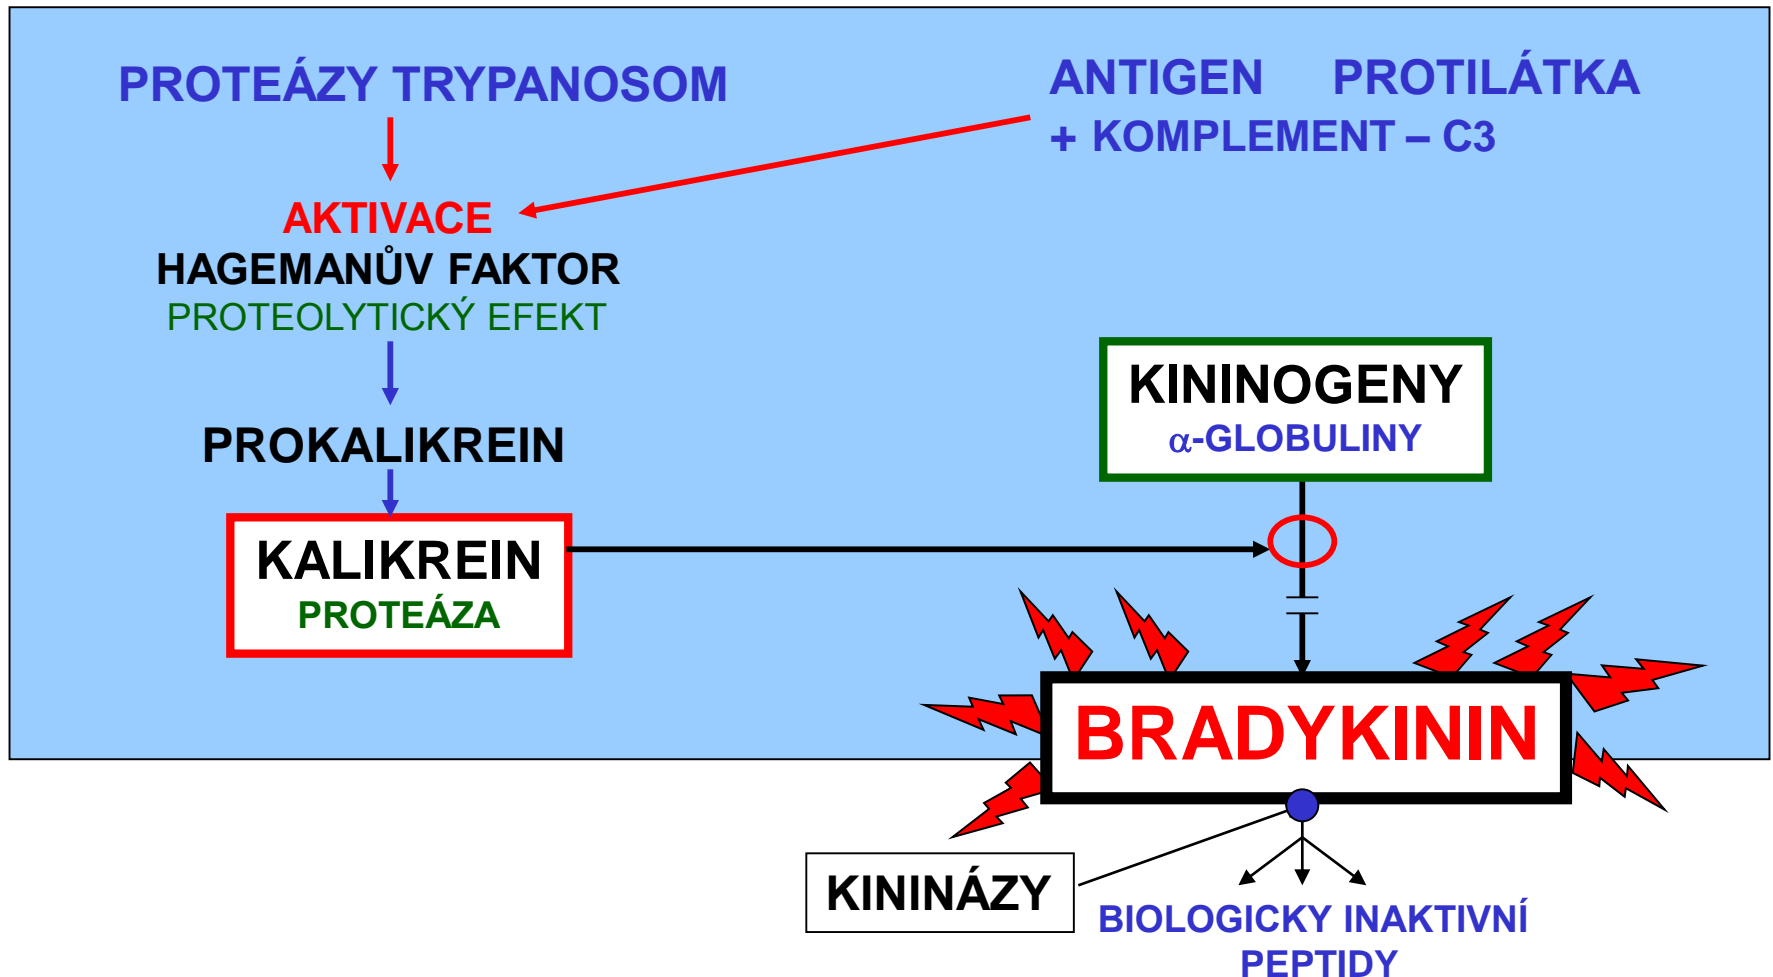 PROTEÁZY TRYPANOSOM
ANTIGEN PROTILÁTKA
+ KOMPLEMENT – C3
AKTIVACE
HAGEMANŮV FAKTOR
PROTEOLYTICKÝ EFEKT
PROKALIKREIN
KALIKREIN
PROTEÁZA
KININOGENY
α-GLOBULINY
BRADYKININ
KININÁZY
BIOLOGICKY INAKTIVNÍ
PEPTIDY